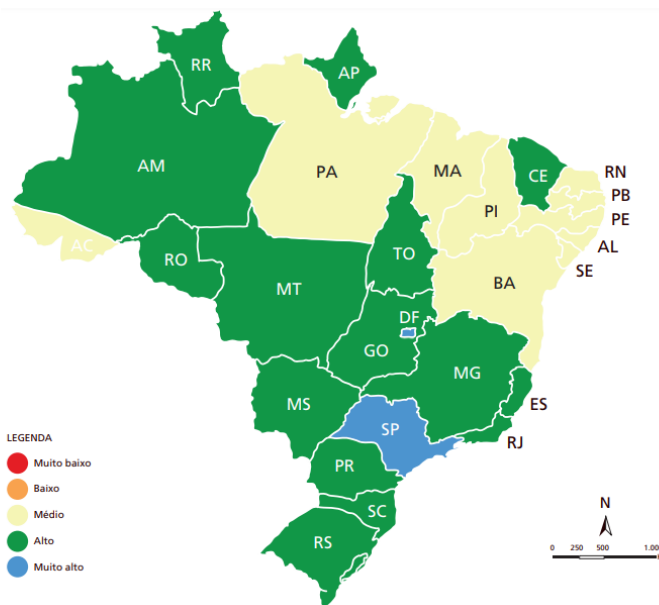 RR
AP
AM
PA
MA
CE
RN
PB
PI
PE
AC
AL
RO
TO
SE
MT
BA
DF
GO
MG
MS
ES
SP
RJ
PR
SC
RS
LEGENDA
Muito baixo
Baixo
Médio
Alto
Muito alto
N
0 250 500 1.00